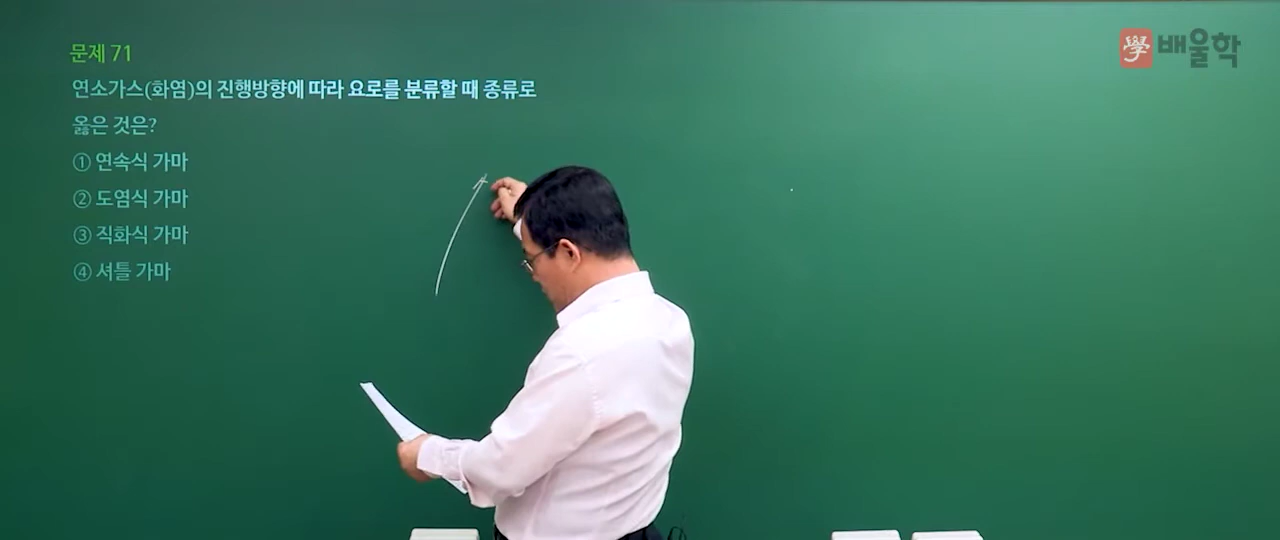 學 배울학
문제 71
연소가스(화염)의 진행방향에 따라 요로를 분류할 때 종류로
옳은 것은?
① 연속식 가마
② 도염식 가마
③ 직화식 가마
④ 셔틀 가마